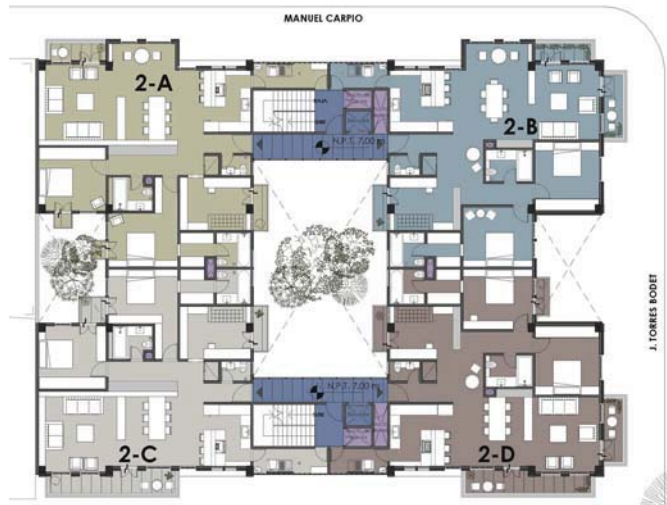 MANUEL CARPIO
2-A
2-B
N.P.T. 7.00 m
J. TORRES BODET
N.P.T. 7.00 m
2-C
2-D